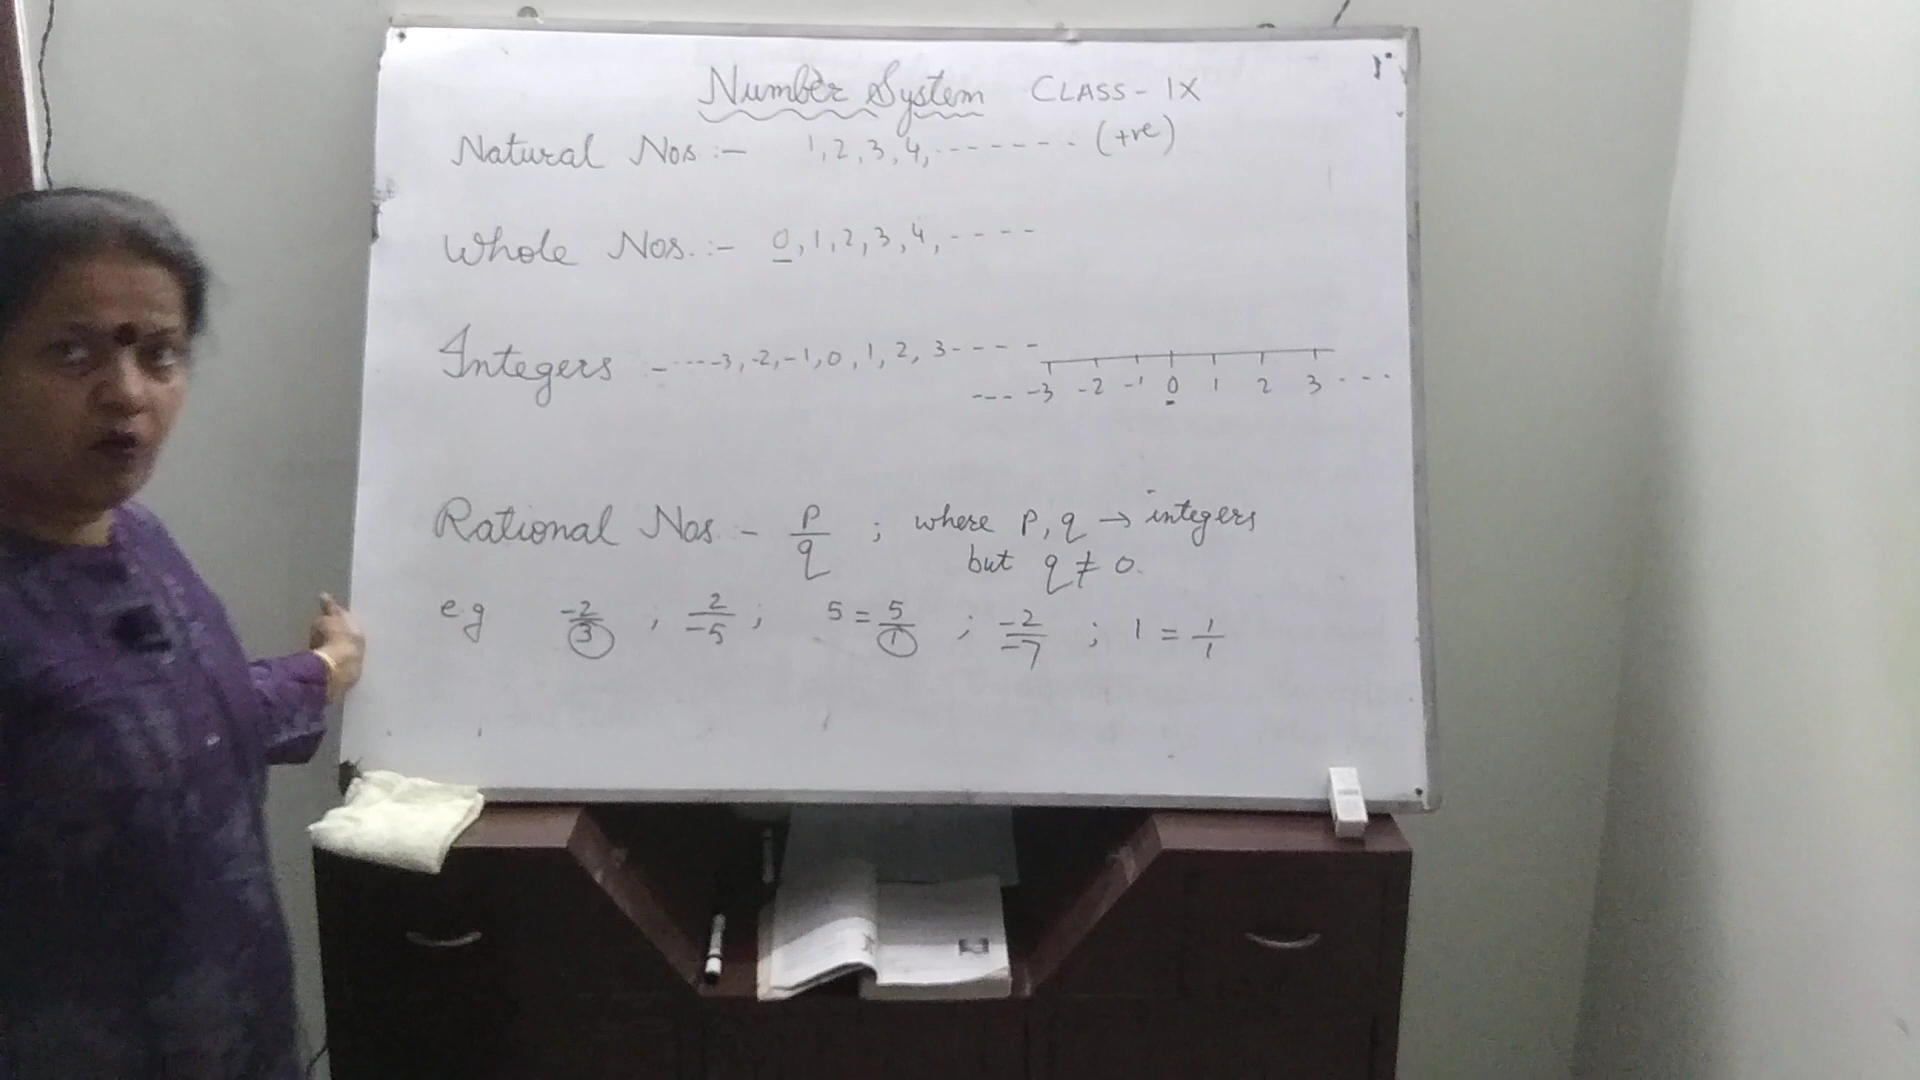 Number System CLASS - IX
Natural Nos :- 1, 2, 3, 4, ------- (+ve)
Whole Nos. :- 0, 1, 2, 3, 4, ----
Integers - ---- -3, -2, -1, 0, 1, 2, 3 ----
--- -3 -2 -1 0 1 2 3 ---
Rational Nos - p/q ; where p, q → integers
but q ≠ 0.
e.g -2/3 ; 2/-5 ; 5 = 5/1 ; -2/-7 ; 1 = 1/1